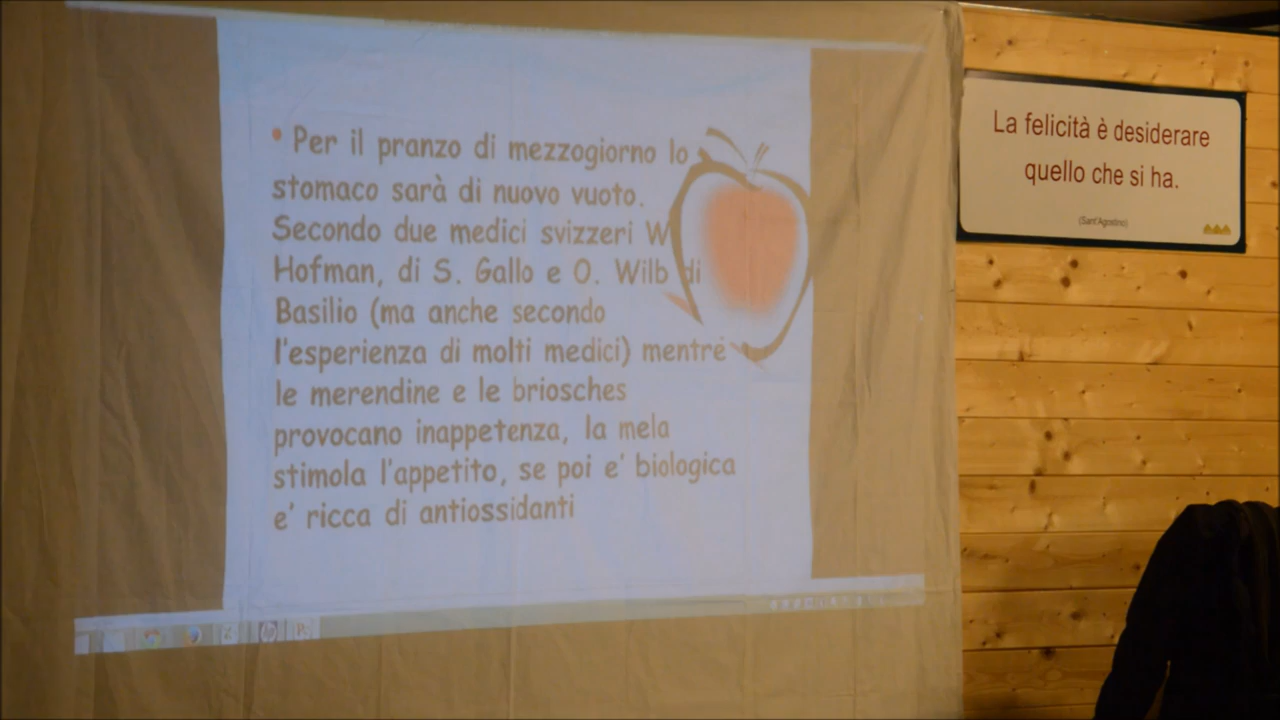 • Per il pranzo di mezzogiorno lo
stomaco sarà di nuovo vuoto.
Secondo due medici svizzeri W
Hofman, di S. Gallo e O. Wilb di
Basilio (ma anche secondo
l'esperienza di molti medici) mentre
le merendine e le briosches
provocano inappetenza, la mela
stimola l'appetito, se poi e' biologica
e' ricca di antiossidanti
La felicità è desiderare
quello che si ha.
(Sant'Agostino)